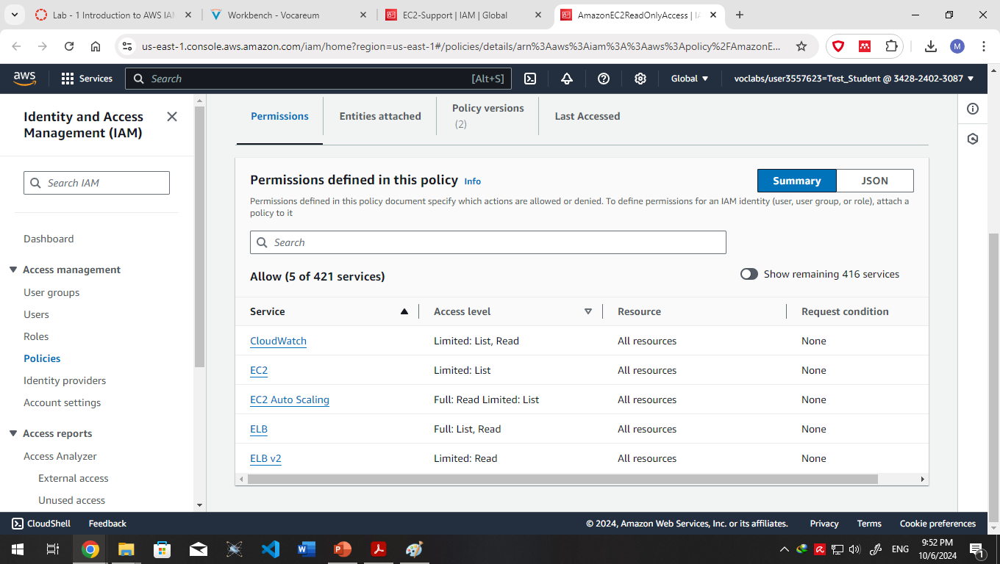 Lab - 1 Introduction to AWS IAM
Workbench - Vocareum
EC2-Support | IAM | Global
AmazonEC2ReadOnlyAccess | IA
us-east-1.console.aws.amazon.com/iam/home?region=us-east-1#/policies/details/arn%3Aaws%3Aiam%3A%3Aaws%3Apolicy%2FAmazonE...
M
aws
Services
Search
[Alt+S]
Global
voclabs/user3557623=Test_Student @ 3428-2402-3087
Identity and Access
Management (IAM)
Search IAM
Dashboard
Access management
User groups
Users
Roles
Policies
Identity providers
Account settings
Access reports
Access Analyzer
External access
Unused access
Permissions
Entities attached
Policy versions
(2)
Last Accessed
Permissions defined in this policy Info
Summary
JSON
Permissions defined in this policy document specify which actions are allowed or denied. To define permissions for an IAM identity (user, user group, or role), attach a
policy to it
Search
Allow (5 of 421 services)
Show remaining 416 services
Service Access level Resource Request condition
CloudWatch Limited: List, Read All resources None
EC2 Limited: List All resources None
EC2 Auto Scaling Full: Read Limited: List All resources None
ELB Full: List, Read All resources None
ELB v2 Limited: Read All resources None
CloudShell
Feedback
© 2024, Amazon Web Services, Inc. or its affiliates.
Privacy
Terms
Cookie preferences
ENG
9:52 PM
10/6/2024
1